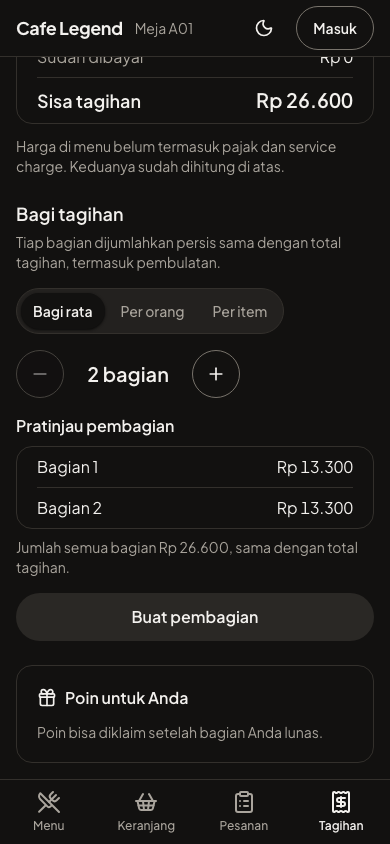 Cafe Legend Meja A01 Masuk
Sudah dibayar Rp 0
Sisa tagihan Rp 26.600
Harga di menu belum termasuk pajak dan service
charge. Keduanya sudah dihitung di atas.
Bagi tagihan
Tiap bagian dijumlahkan persis sama dengan total
tagihan, termasuk pembulatan.
Bagi rata Per orang Per item
2 bagian
Pratinjau pembagian
Bagian 1 Rp 13.300
Bagian 2 Rp 13.300
Jumlah semua bagian Rp 26.600, sama dengan total
tagihan.
Buat pembagian
Poin untuk Anda
Poin bisa diklaim setelah bagian Anda lunas.
Menu Keranjang Pesanan Tagihan